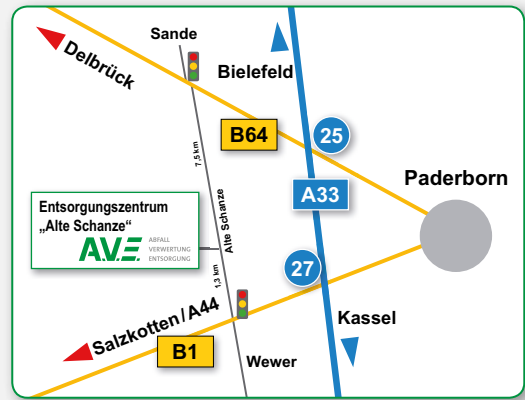 Sande
Delbrück
Bielefeld
7,5 km
B64
25
A33
Paderborn
Entsorgungszentrum
„Alte Schanze“
AVE ABFALL
VERWERTUNG
ENTSORGUNG
Alte Schanze
1,3 km
27
Salzkotten/A44
Kassel
B1
Wewer